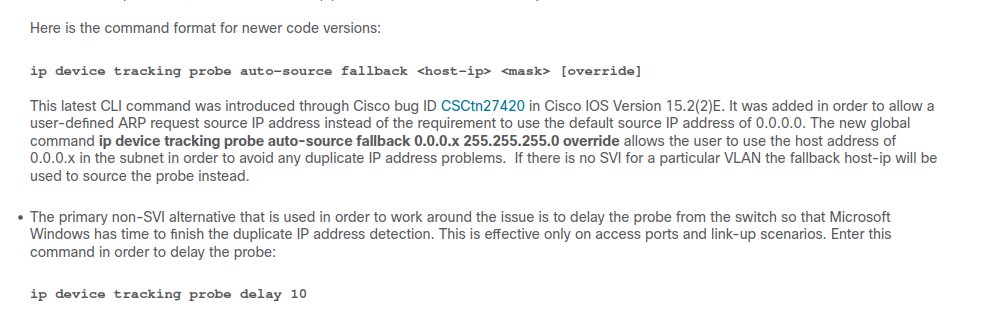 Here is the command format for newer code versions:
ip device tracking probe auto-source fallback <host-ip> <mask> [override]
This latest CLI command was introduced through Cisco bug ID CSCtn27420 in Cisco IOS Version 15.2(2)E. It was added in order to allow a
user-defined ARP request source IP address instead of the requirement to use the default source IP address of 0.0.0.0. The new global
command ip device tracking probe auto-source fallback 0.0.0.x 255.255.255.0 override allows the user to use the host address of
0.0.0.x in the subnet in order to avoid any duplicate IP address problems.  If there is no SVI for a particular VLAN the fallback host-ip will be
used to source the probe instead.
• The primary non-SVI alternative that is used in order to work around the issue is to delay the probe from the switch so that Microsoft
Windows has time to finish the duplicate IP address detection. This is effective only on access ports and link-up scenarios. Enter this
command in order to delay the probe:
ip device tracking probe delay 10